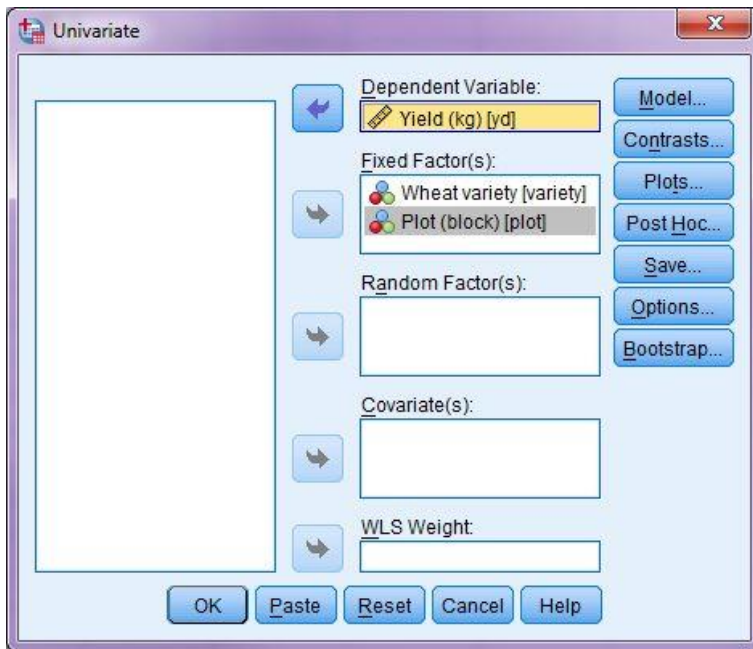 Univariate
Dependent Variable:
Yield (kg) [yd]
Fixed Factor(s):
Wheat variety [variety]
Plot (block) [plot]
Random Factor(s):
Covariate(s):
WLS Weight:
Model...
Contrasts...
Plots...
Post Hoc...
Save...
Options...
Bootstrap...
OK Paste Reset Cancel Help